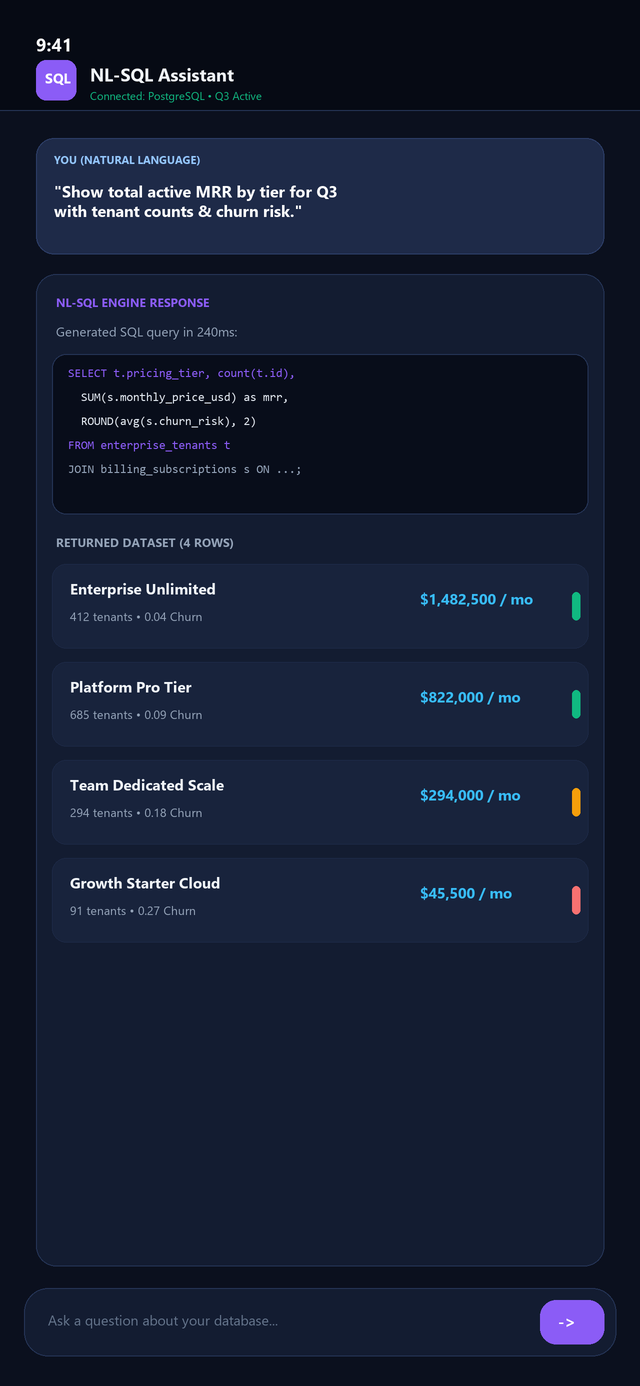 9:41
SQL
NL-SQL Assistant
Connected: PostgreSQL • Q3 Active
YOU (NATURAL LANGUAGE)
"Show total active MRR by tier for Q3
with tenant counts & churn risk."
NL-SQL ENGINE RESPONSE
Generated SQL query in 240ms:
SELECT t.pricing_tier, count(t.id),
SUM(s.monthly_price_usd) as mrr,
ROUND(avg(s.churn_risk), 2)
FROM enterprise_tenants t
JOIN billing_subscriptions s ON ...;
RETURNED DATASET (4 ROWS)
Enterprise Unlimited
$1,482,500 / mo
412 tenants • 0.04 Churn
Platform Pro Tier
$822,000 / mo
685 tenants • 0.09 Churn
Team Dedicated Scale
$294,000 / mo
294 tenants • 0.18 Churn
Growth Starter Cloud
$45,500 / mo
91 tenants • 0.27 Churn
Ask a question about your database...
->